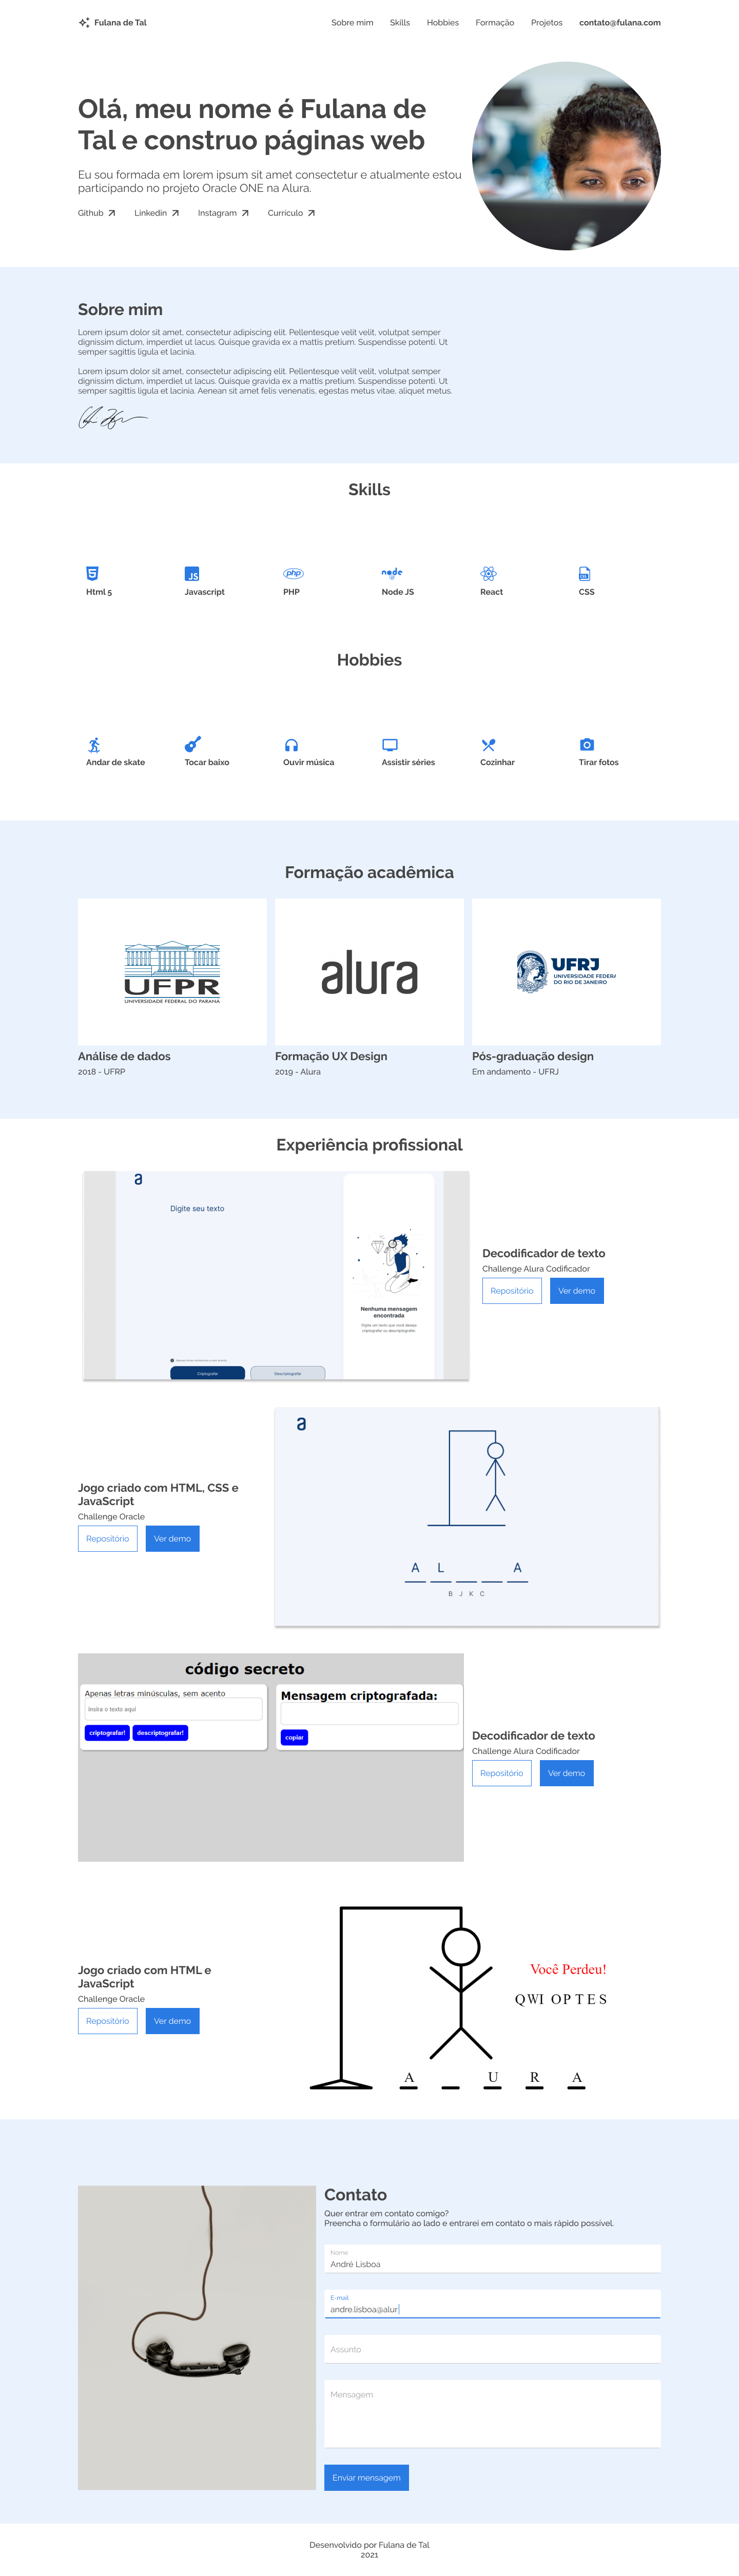 Fulana de Tal
Sobre mim
Skills
Hobbies
Formação
Projetos
contato@fulana.com
Olá, meu nome é Fulana de
Tal e construo páginas web
Eu sou formada em lorem ipsum sit amet consectetur e atualmente estou
participando no projeto Oracle ONE na Alura.
Github
Linkedin
Instagram
Currículo
Sobre mim
Lorem ipsum dolor sit amet, consectetur adipiscing elit. Pellentesque velit velit, volutpat semper
dignissim dictum, imperdiet ut lacus. Quisque gravida ex a mattis pretium. Suspendisse potenti. Ut
semper sagittis ligula et lacinia.
Lorem ipsum dolor sit amet, consectetur adipiscing elit. Pellentesque velit velit, volutpat semper
dignissim dictum, imperdiet ut lacus. Quisque gravida ex a mattis pretium. Suspendisse potenti. Ut
semper sagittis ligula et lacinia. Aenean sit amet felis venenatis, egestas metus vitae, aliquet metus.
Skills
Html 5
Javascript
PHP
Node JS
React
CSS
Hobbies
Andar de skate
Tocar baixo
Ouvir música
Assistir séries
Cozinhar
Tirar fotos
Formação acadêmica
UFPR
UNIVERSIDADE FEDERAL DO PARANÁ
alura
UFRJ
UNIVERSIDADE FEDERA
DO RIO DE JANEIRO
Análise de dados
2018 - UFRP
Formação UX Design
2019 - Alura
Pós-graduação design
Em andamento - UFRJ
Experiência profissional
a
Digite seu texto
Nenhuma mensagem
encontrada
Digite um texto que você deseja
criptografar ou descriptografar.
Criptografar
Descriptografar
Decodificador de texto
Challenge Alura Codificador
Repositório
Ver demo
Jogo criado com HTML, CSS e
JavaScript
Challenge Oracle
Repositório
Ver demo
a
A L A
B J K C
código secreto
Apenas letras minúsculas, sem acento
Insira o texto aqui!
criptografar!
descriptografar!
Mensagem criptografada:
copiar
Decodificador de texto
Challenge Alura Codificador
Repositório
Ver demo
Jogo criado com HTML e
JavaScript
Challenge Oracle
Repositório
Ver demo
Você Perdeu!
QWI OPTES
A U R A
Contato
Quer entrar em contato comigo?
Preencha o formulário ao lado e entrarei em contato o mais rápido possível.
Nome
André Lisboa
E-mail
andre.lisboa@alur
Assunto
Mensagem
Enviar mensagem
Desenvolvido por Fulana de Tal
2021